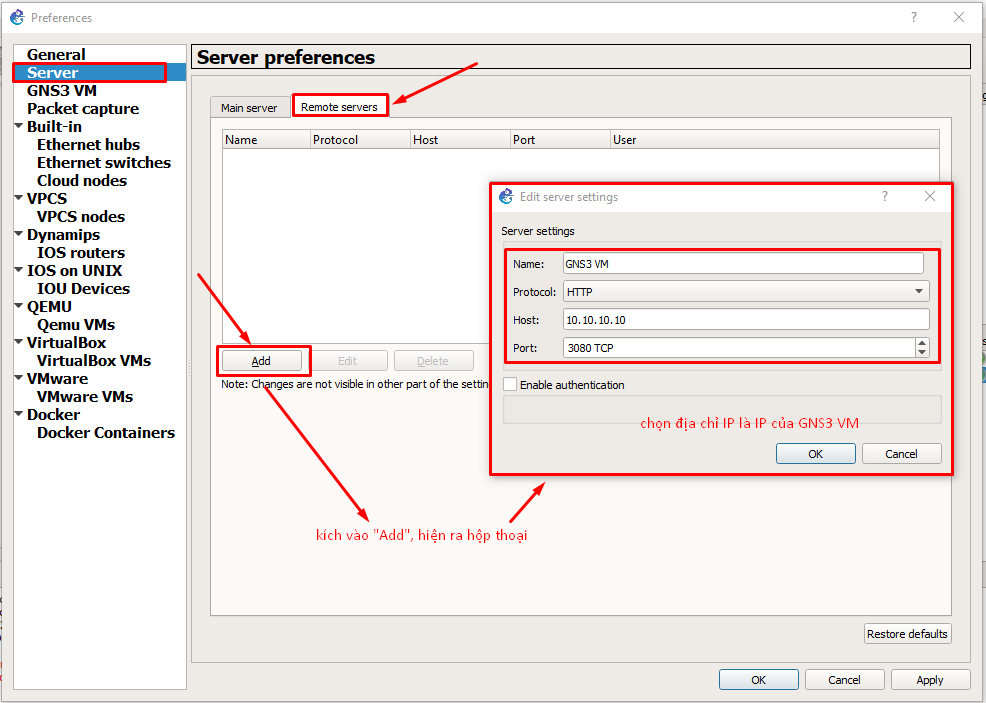 Preferences
General
Server
GNS3 VM
Packet capture
Built-in
Ethernet hubs
Ethernet switches
Cloud nodes
VPCS
VPCS nodes
Dynamips
IOS routers
IOS on UNIX
IOU Devices
QEMU
Qemu VMs
VirtualBox
VirtualBox VMs
VMware
VMware VMs
Docker
Docker Containers
Server preferences
Main server Remote servers
Name Protocol Host Port User
Add Edit Delete
Note: Changes are not visible in other part of the settin
Edit server settings
Server settings
Name: GNS3 VM
Protocol: HTTP
Host: 10.10.10.10
Port: 3080 TCP
Enable authentication
chọn địa chỉ IP là IP của GNS3 VM
OK Cancel
kích vào "Add", hiện ra hộp thoại
Restore defaults
OK Cancel Apply